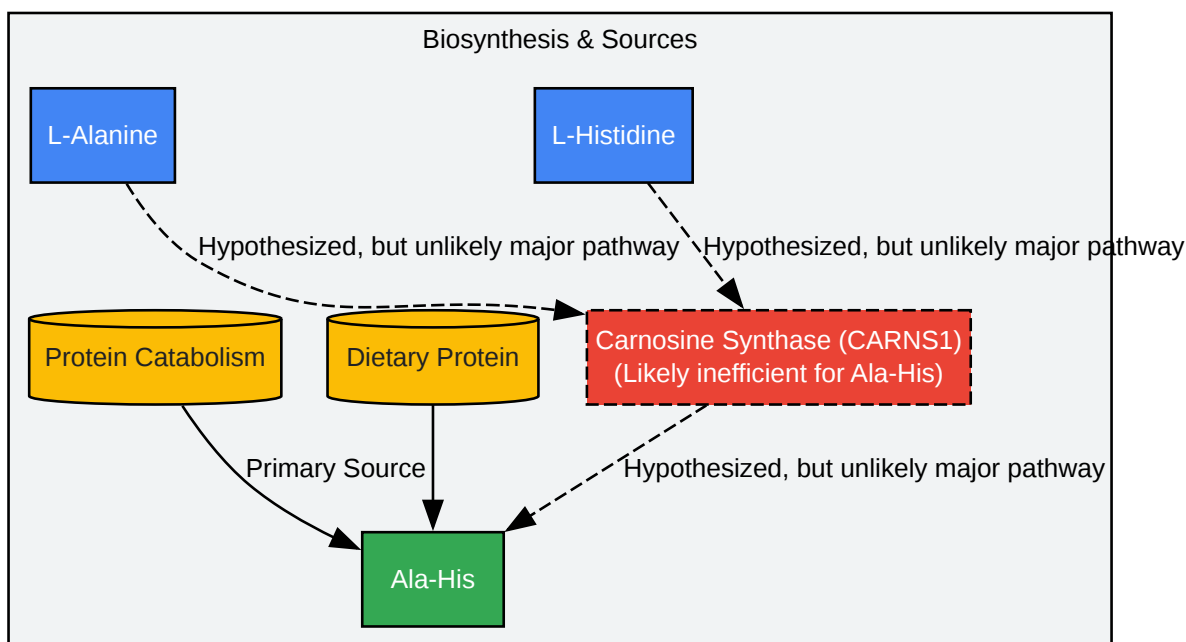 Biosynthesis & Sources
L-Alanine
L-Histidine
Hypothesized, but unlikely major pathway
Hypothesized, but unlikely major pathway
Protein Catabolism
Dietary Protein
Carnosine Synthase (CARNS1)
(Likely inefficient for Ala-His)
Primary Source
Hypothesized, but unlikely major pathway
Ala-His